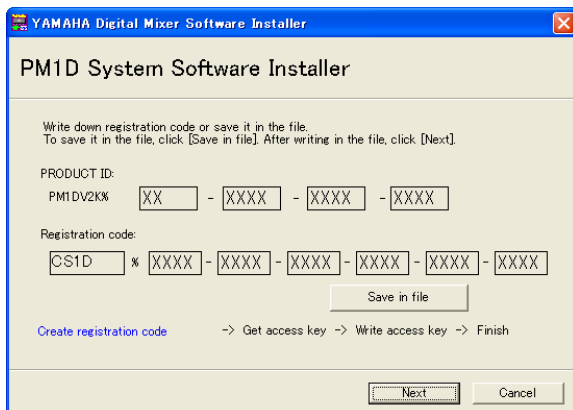 YAMAHA Digital Mixer Software Installer
PM1D System Software Installer
Write down registration code or save it in the file.
To save it in the file, click [Save in file]. After writing in the file, click [Next].
PRODUCT ID:
PM1DV2K% XX - XXXX - XXXX - XXXX
Registration code:
CS1D % XXXX - XXXX - XXXX - XXXX - XXXX - XXXX
Save in file
Create registration code -> Get access key -> Write access key -> Finish
Next Cancel